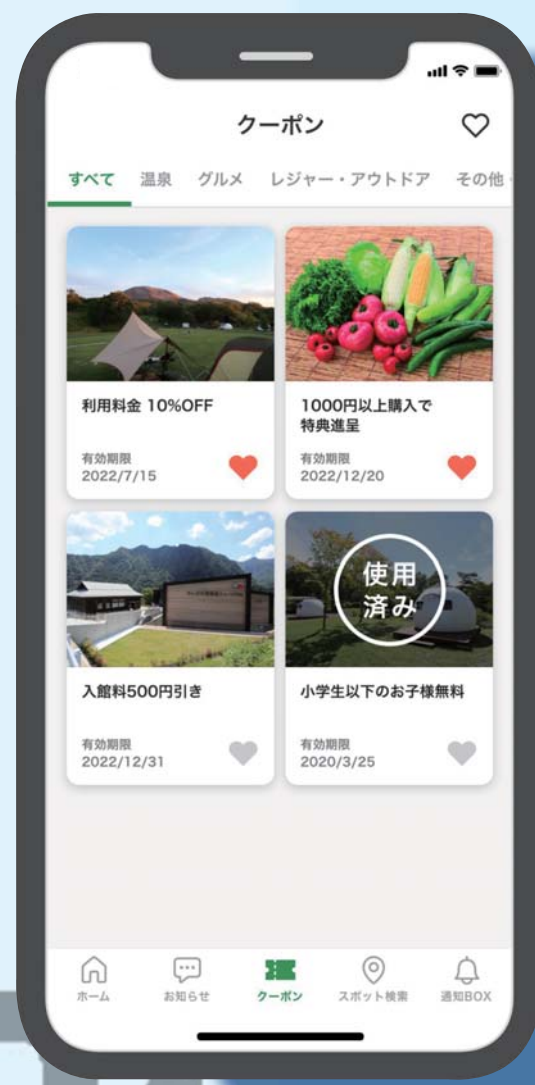 クーポン
すべて 温泉 グルメ レジャー・アウトドア その他・
利用料金 10%OFF
有効期限
2022/7/15
1000円以上購入で
特典進呈
有効期限
2022/12/20
入館料500円引き
有効期限
2022/12/31
使用
済み
小学生以下のお子様無料
有効期限
2020/3/25
ホーム お知らせ クーポン スポット検索 通知BOX